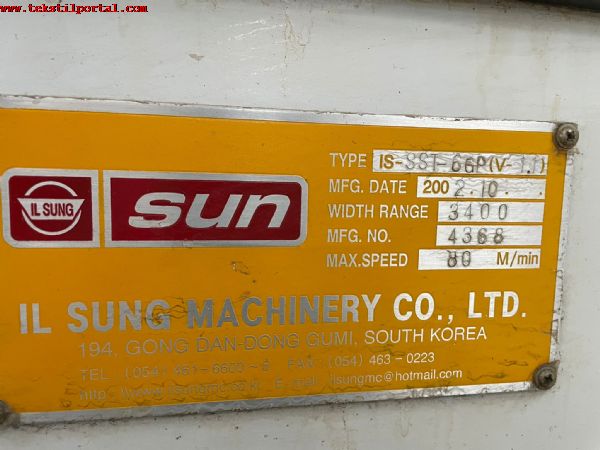 www.tekstilportal.com
TYPE IS-SST-66P(V-1.1)
MFG. DATE 2002.10. .
WIDTH RANGE 3400
MFG. NO. 4368
MAX.SPEED 80 M/min
IL SUNG
sun
IL SUNG MACHINERY CO., LTD.
194, GONG DAN-DONG GUMI, SOUTH KOREA
TEL (054) FAX (054) 463-0223
E-mail ilsungmc@hotmail.com